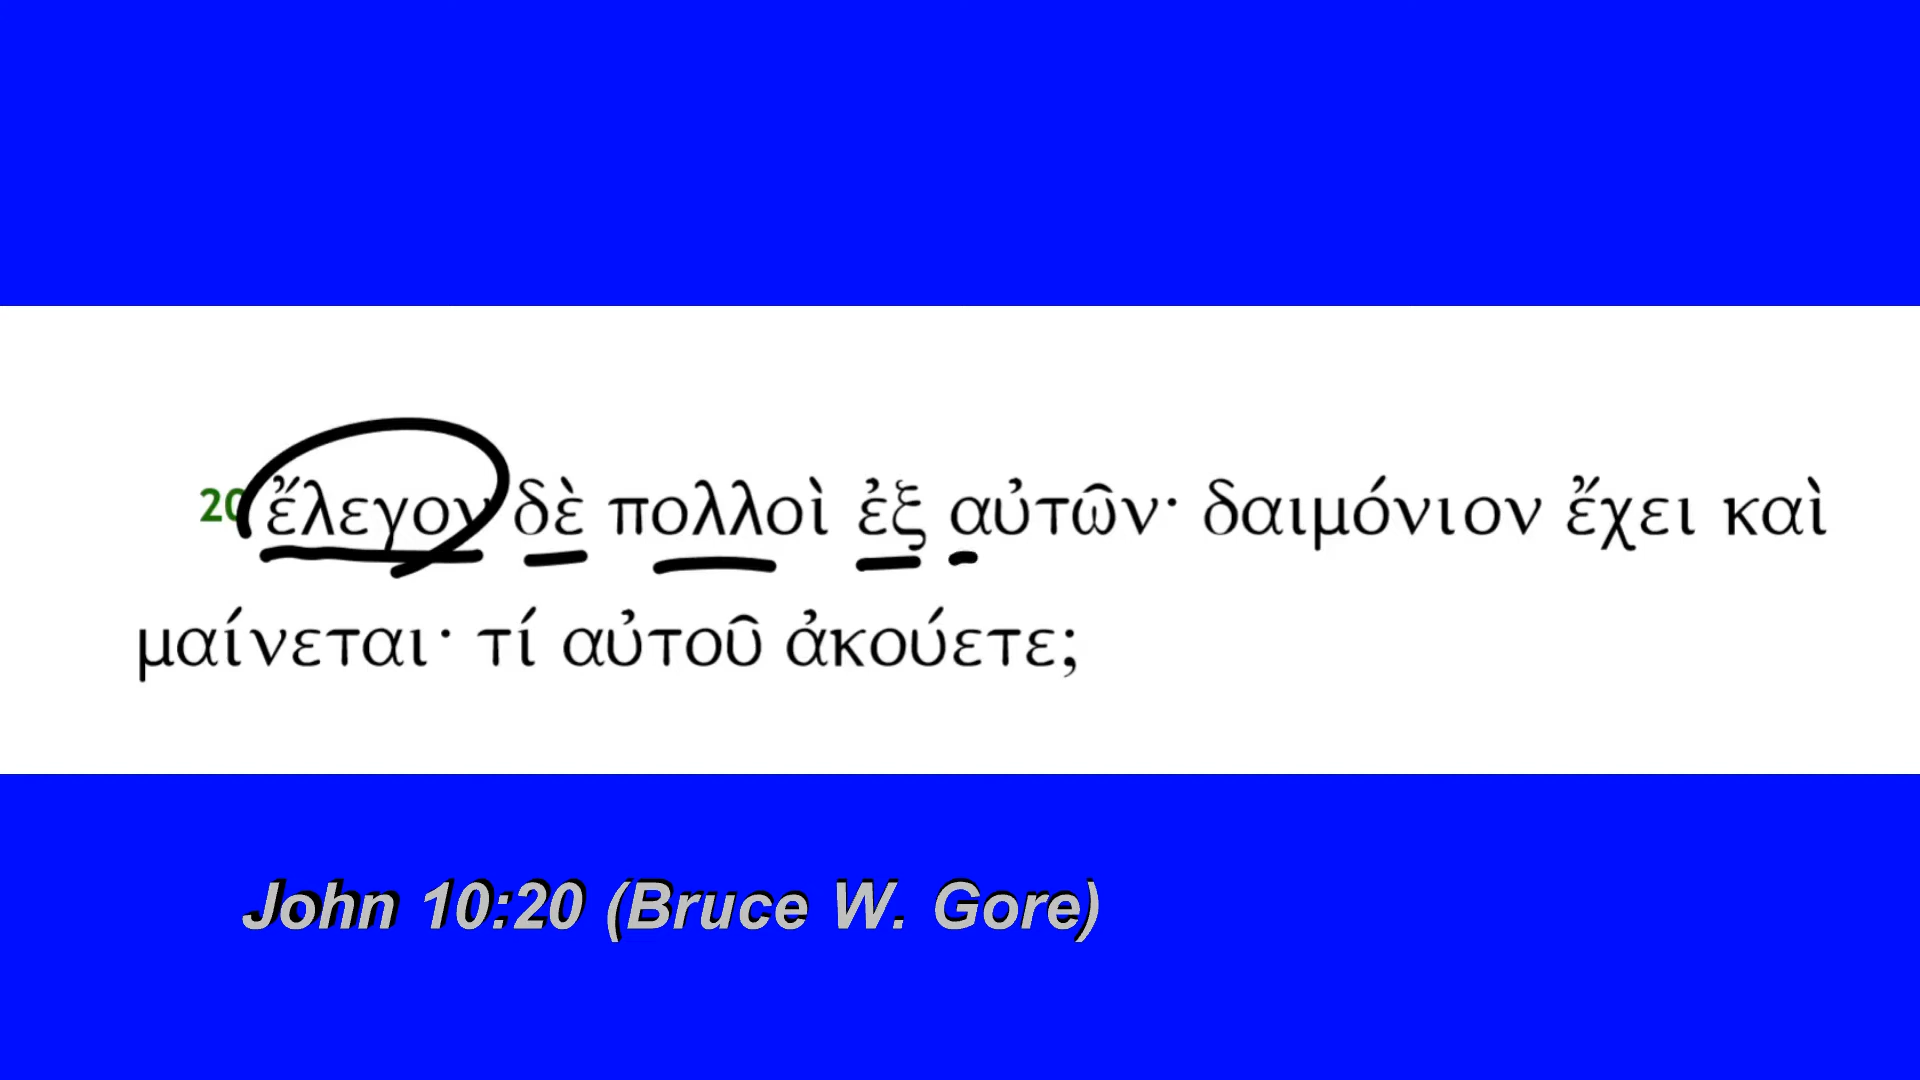 20 ἔλεγον δὲ πολλοὶ ἐξ αὐτῶν· δαιμόνιον ἔχει καὶ
μαίνεται· τί αὐτοῦ ἀκούετε;
John 10:20 (Bruce W. Gore)